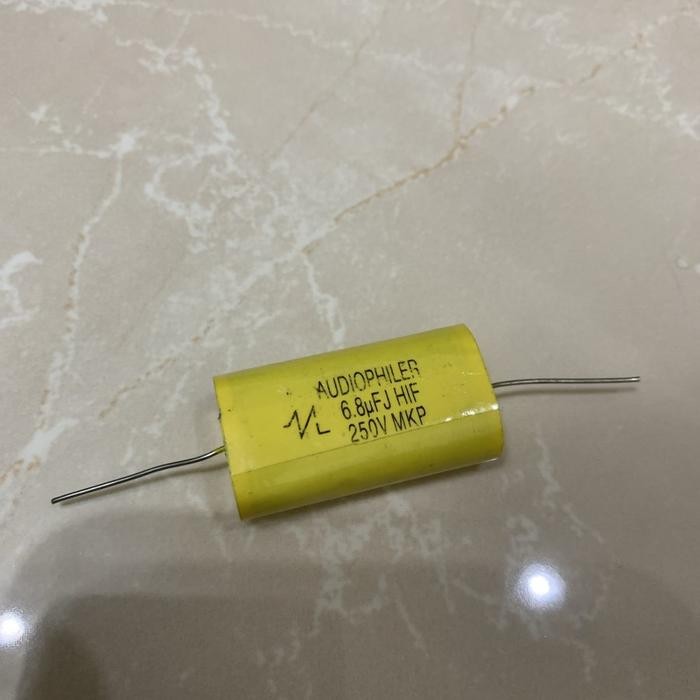 AUDIOPHILER
6.8µFJ HIF
250V MKP